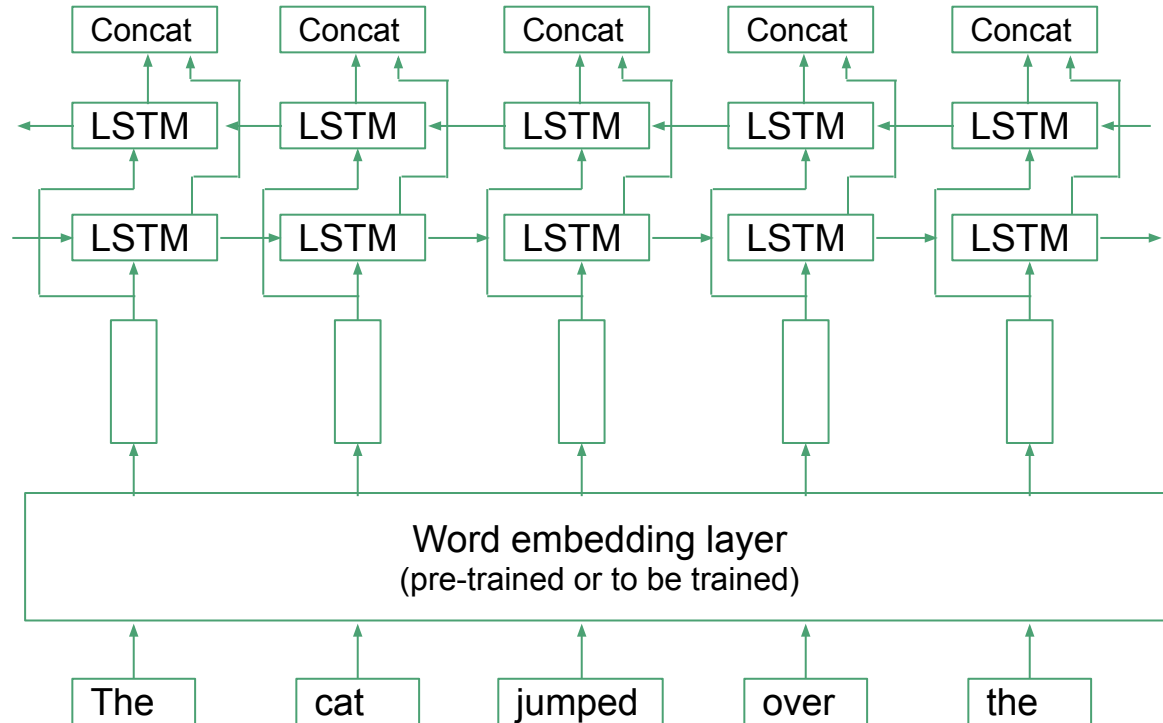 Concat Concat Concat Concat Concat
LSTM LSTM LSTM LSTM LSTM
LSTM LSTM LSTM LSTM LSTM
Word embedding layer
(pre-trained or to be trained)
The cat jumped over the